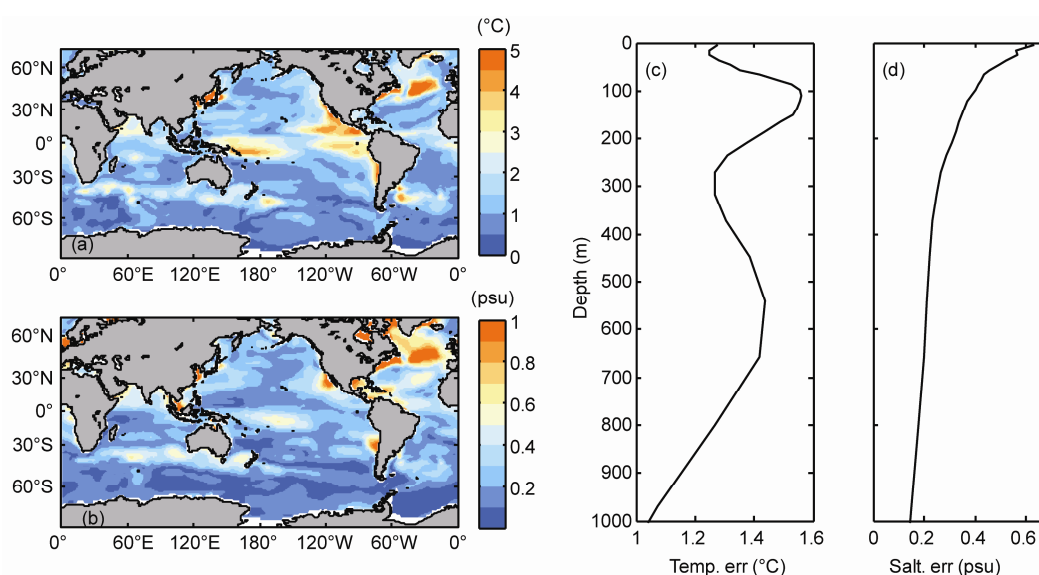 (°C)
60°N
30°N
0°
30°S
60°S
(a)
5
4
3
2
1
0
0°
60°E
120°E
180°
120°W
60°W
0°
(psu)
60°N
30°N
0°
30°S
60°S
(b)
1
0.8
0.6
0.4
0.2
0°
60°E
120°E
180°
120°W
60°W
0°
(c)
0
100
200
300
400
500
600
700
800
900
1000
Depth (m)
1
1.2
1.4
1.6
Temp. err (°C)
(d)
0
0.2
0.4
0.6
Salt. err (psu)